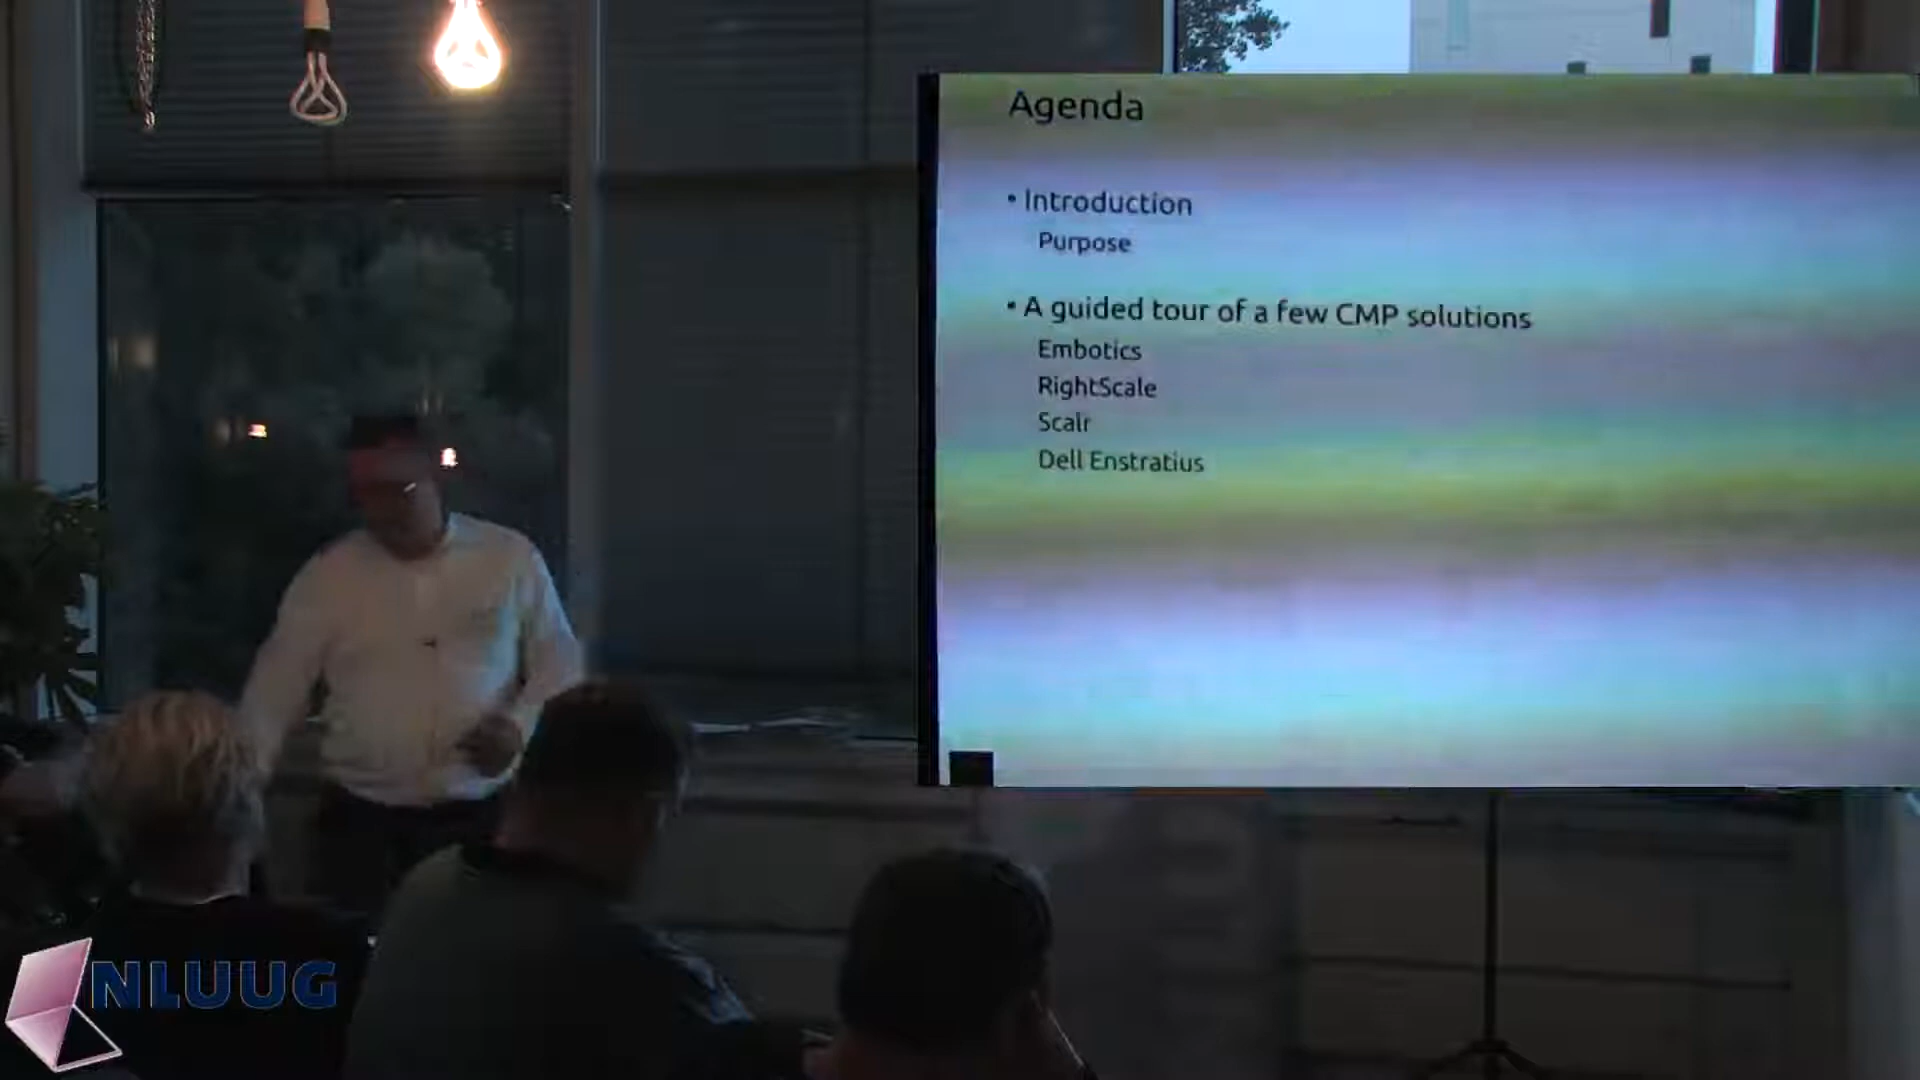 Agenda
• Introduction
Purpose
• A guided tour of a few CMP solutions
Embotics
RightScale
Scalr
Dell Enstratius
NLUUG